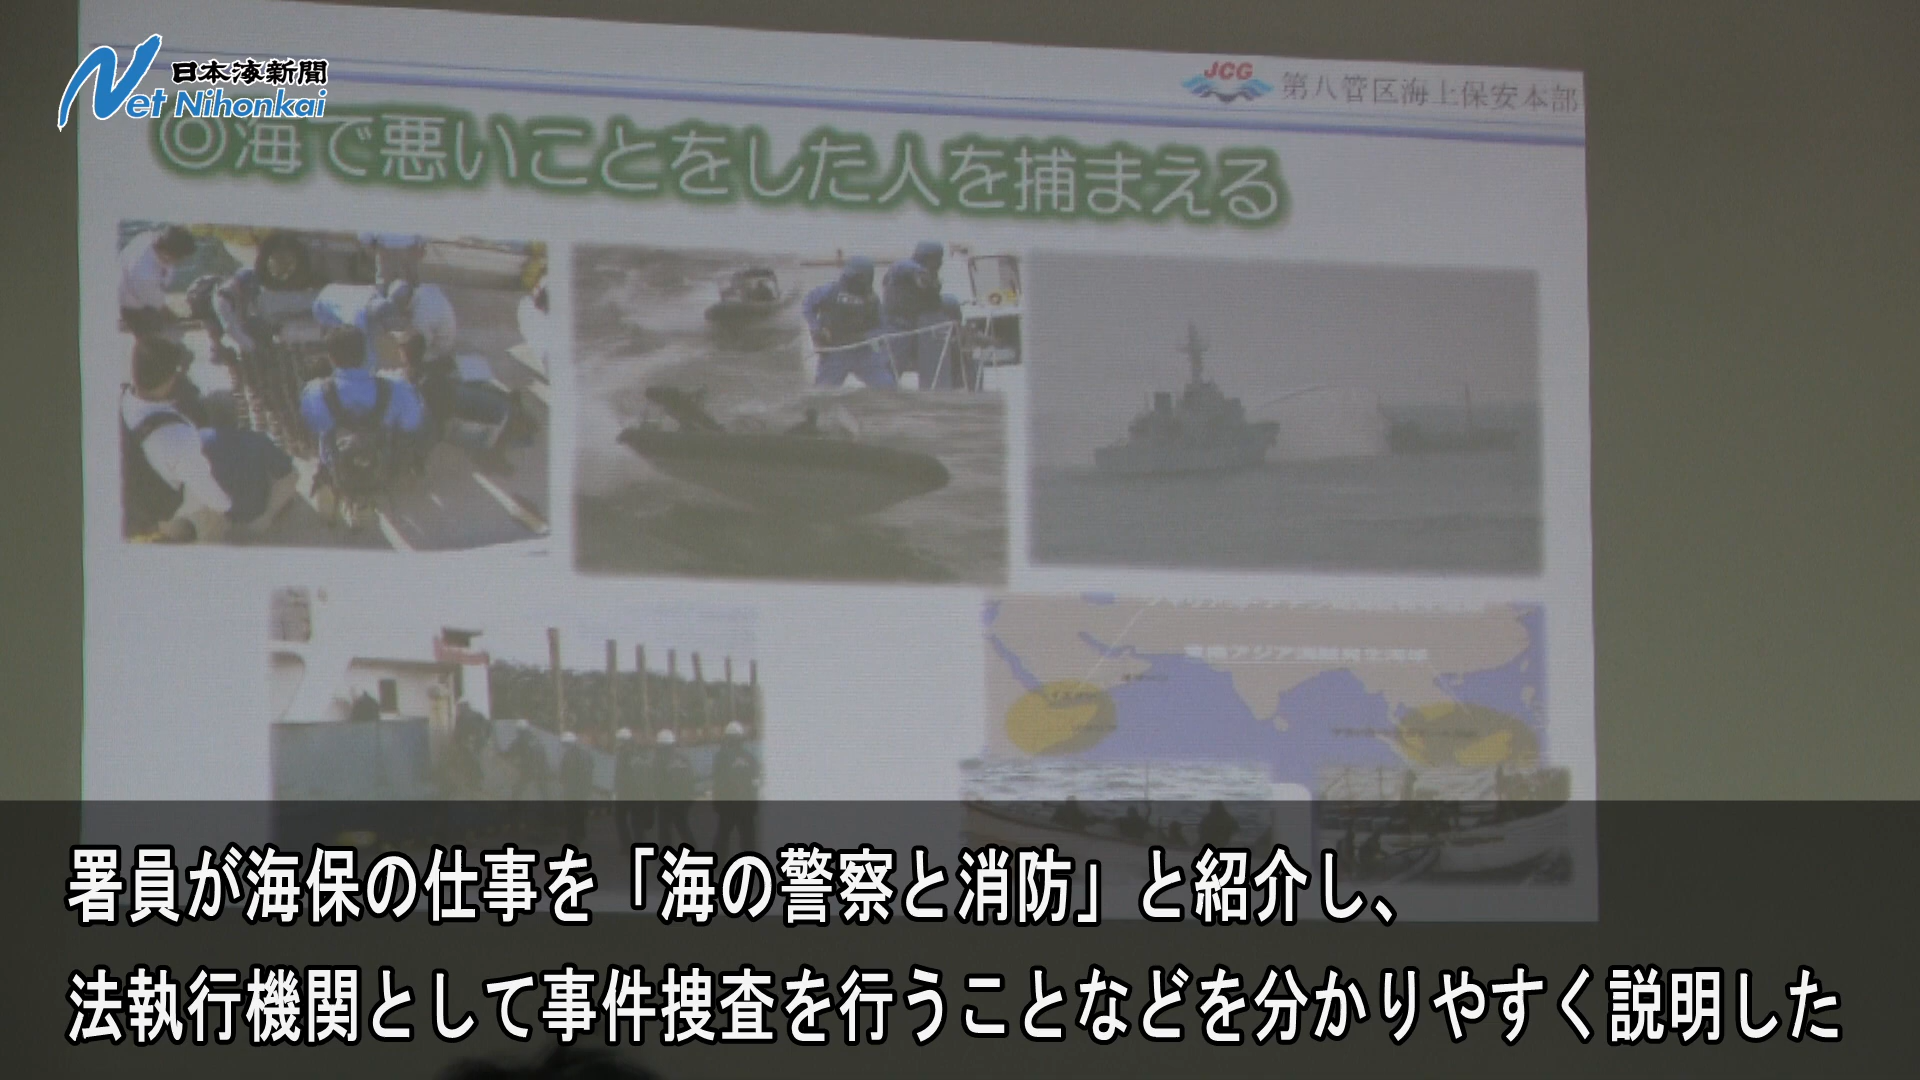 日本海新聞
Net Nihonkai
JCG 第八管区海上保安本部
◎海で悪いことをした人を捕まえる
署員が海保の仕事を「海の警察と消防」と紹介し、
法執行機関として事件捜査を行うことなどを分かりやすく説明した